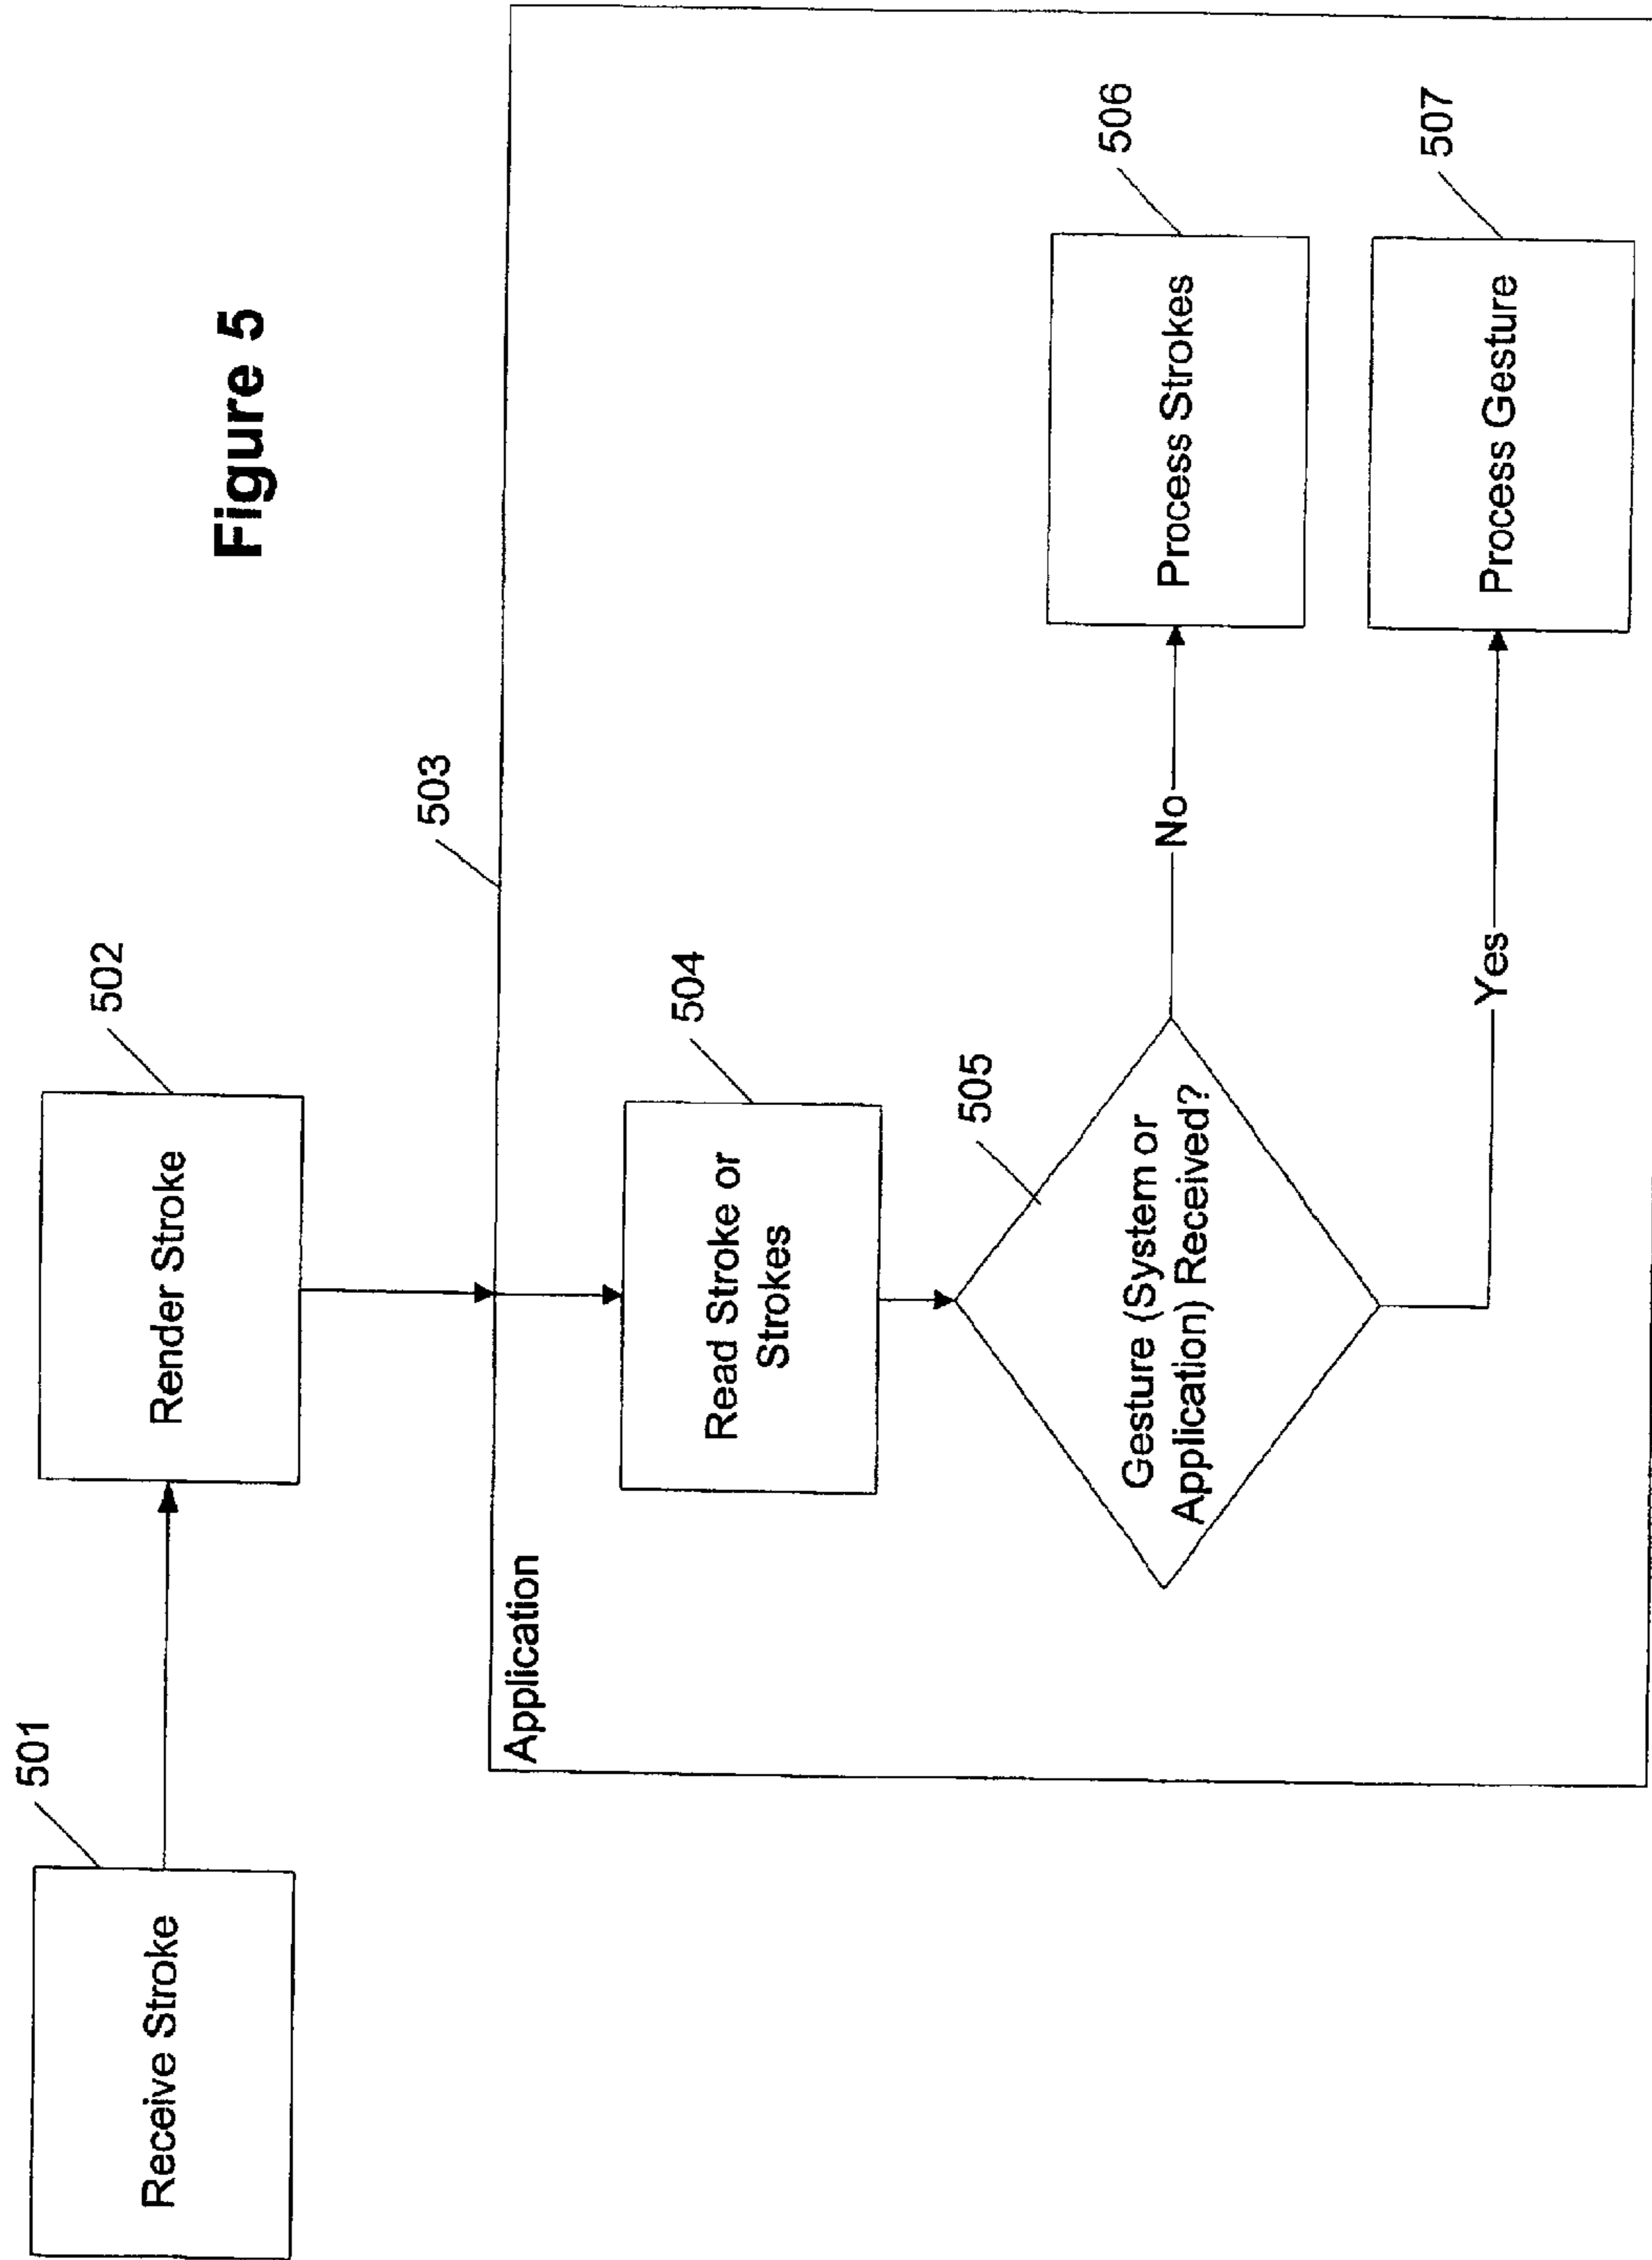 Figure 5
501
Receive Stroke
502
Render Stroke
503
Application
504
Read Stroke or
Strokes
505
Gesture (System or
Application) Received?
No
506
Process Strokes
Yes
507
Process Gesture